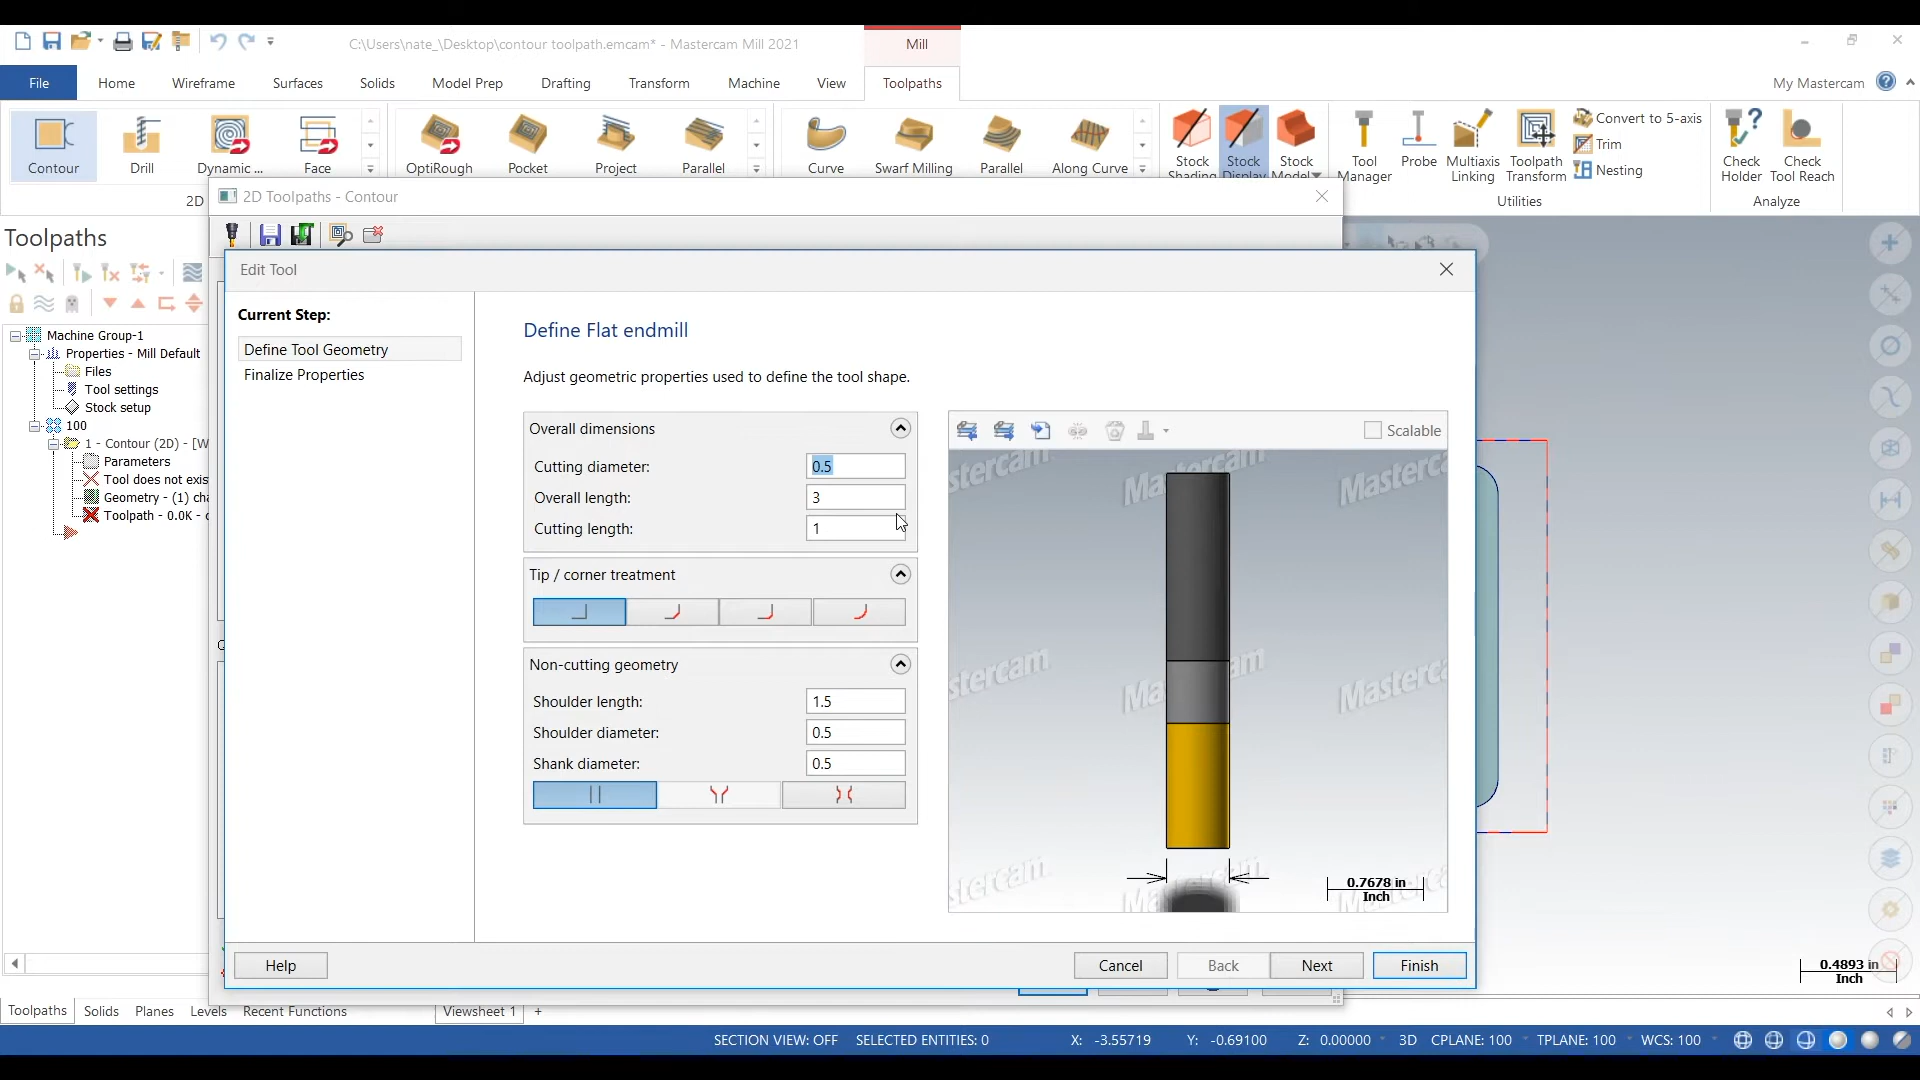 C:\Users\nate_\Desktop\contour toolpath.emcam* - Mastercam Mill 2021
Mill
File
Home
Wireframe
Surfaces
Solids
Model Prep
Drafting
Transform
Machine
View
Toolpaths
My Mastercam
Contour
Drill
Dynamic ...
Face
OptiRough
Pocket
Project
Parallel
Curve
Swarf Milling
Parallel
Along Curve
Stock Shading
Stock Display
Stock Model
Tool Manager
Probe
Multiaxis Linking
Toolpath Transform
Convert to 5-axis
Trim
Nesting
Check Holder
Check Tool Reach
2D
Utilities
Analyze
2D Toolpaths - Contour
Toolpaths
Machine Group-1
Properties - Mill Default
Files
Tool settings
Stock setup
100
1 - Contour (2D) - [W
Parameters
Tool does not exis
Geometry - (1) cha
Toolpath - 0.0K -
Edit Tool
Current Step:
Define Tool Geometry
Finalize Properties
Define Flat endmill
Adjust geometric properties used to define the tool shape.
Overall dimensions
Cutting diameter: 0.5
Overall length: 3
Cutting length: 1
Tip / corner treatment
Non-cutting geometry
Shoulder length: 1.5
Shoulder diameter: 0.5
Shank diameter: 0.5
Scalable
Mastercam
0.7678 in
Inch
Help
Cancel
Back
Next
Finish
0.4893 in
Inch
Toolpaths
Solids
Planes
Levels
Recent Functions
Viewsheet 1
+
SECTION VIEW: OFF
SELECTED ENTITIES: 0
X: -3.55719
Y: -0.69100
Z: 0.00000
3D
CPLANE: 100
TPLANE: 100
WCS: 100